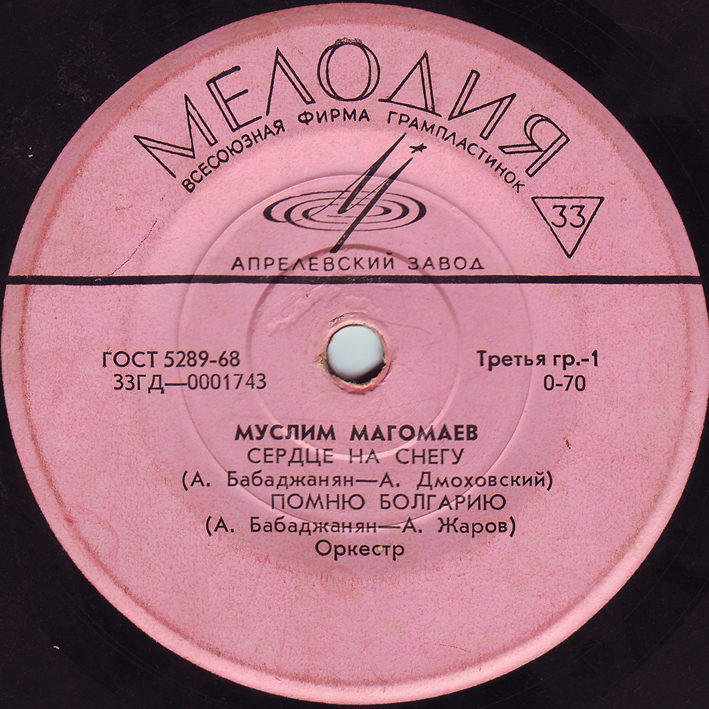 МЕЛОДИЯ
ВСЕСОЮЗНАЯ ФИРМА ГРАМПЛАСТИНОК
33
АПРЕЛЕВСКИЙ ЗАВОД
ГОСТ 5289-68
Третья гр.-1
33ГД—0001743
0-70
МУСЛИМ МАГОМАЕВ
СЕРДЦЕ НА СНЕГУ
(А. Бабаджанян—А. Дмоховский)
ПОМНЮ БОЛГАРИЮ
(А. Бабаджанян—А. Жаров)
Оркестр